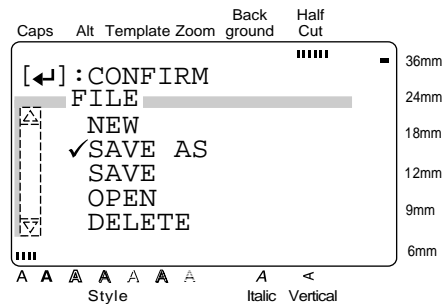 Caps Alt Template Zoom Back ground Half Cut
[↵]:CONFIRM
FILE
NEW
✓SAVE AS
SAVE
OPEN
DELETE
36mm
24mm
18mm
12mm
9mm
6mm
A A A A A A A A A
Style Italic Vertical